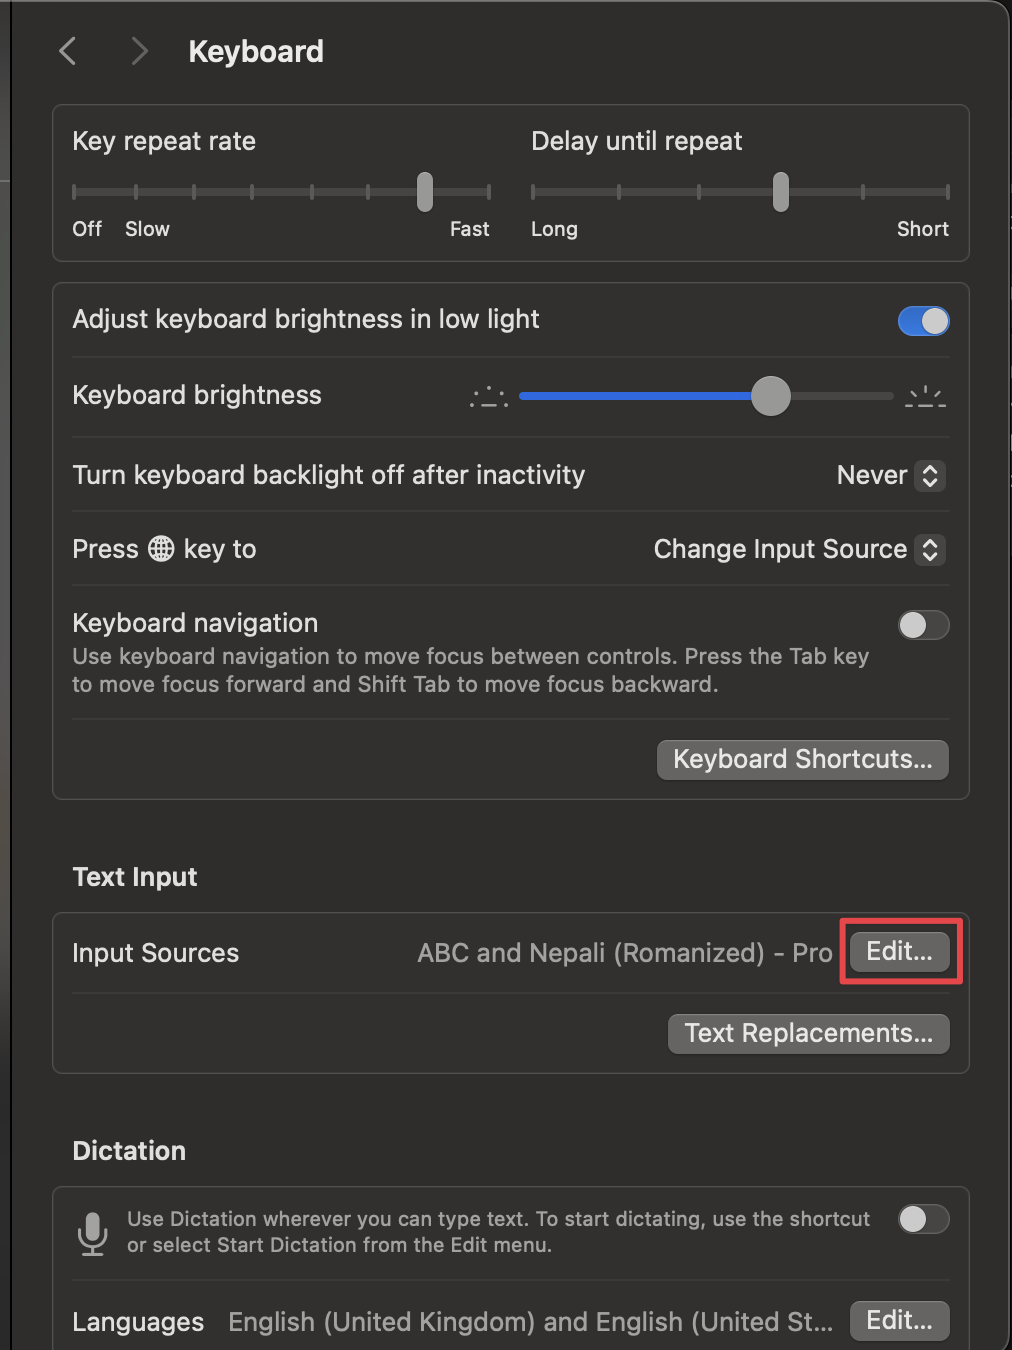 Keyboard
Key repeat rate
Off Slow Fast
Delay until repeat
Long Short
Adjust keyboard brightness in low light
Keyboard brightness
Turn keyboard backlight off after inactivity Never
Press key to Change Input Source
Keyboard navigation
Use keyboard navigation to move focus between controls. Press the Tab key
to move focus forward and Shift Tab to move focus backward.
Keyboard Shortcuts...
Text Input
Input Sources ABC and Nepali (Romanized) - Pro Edit...
Text Replacements...
Dictation
Use Dictation wherever you can type text. To start dictating, use the shortcut
or select Start Dictation from the Edit menu.
Languages English (United Kingdom) and English (United St... Edit...